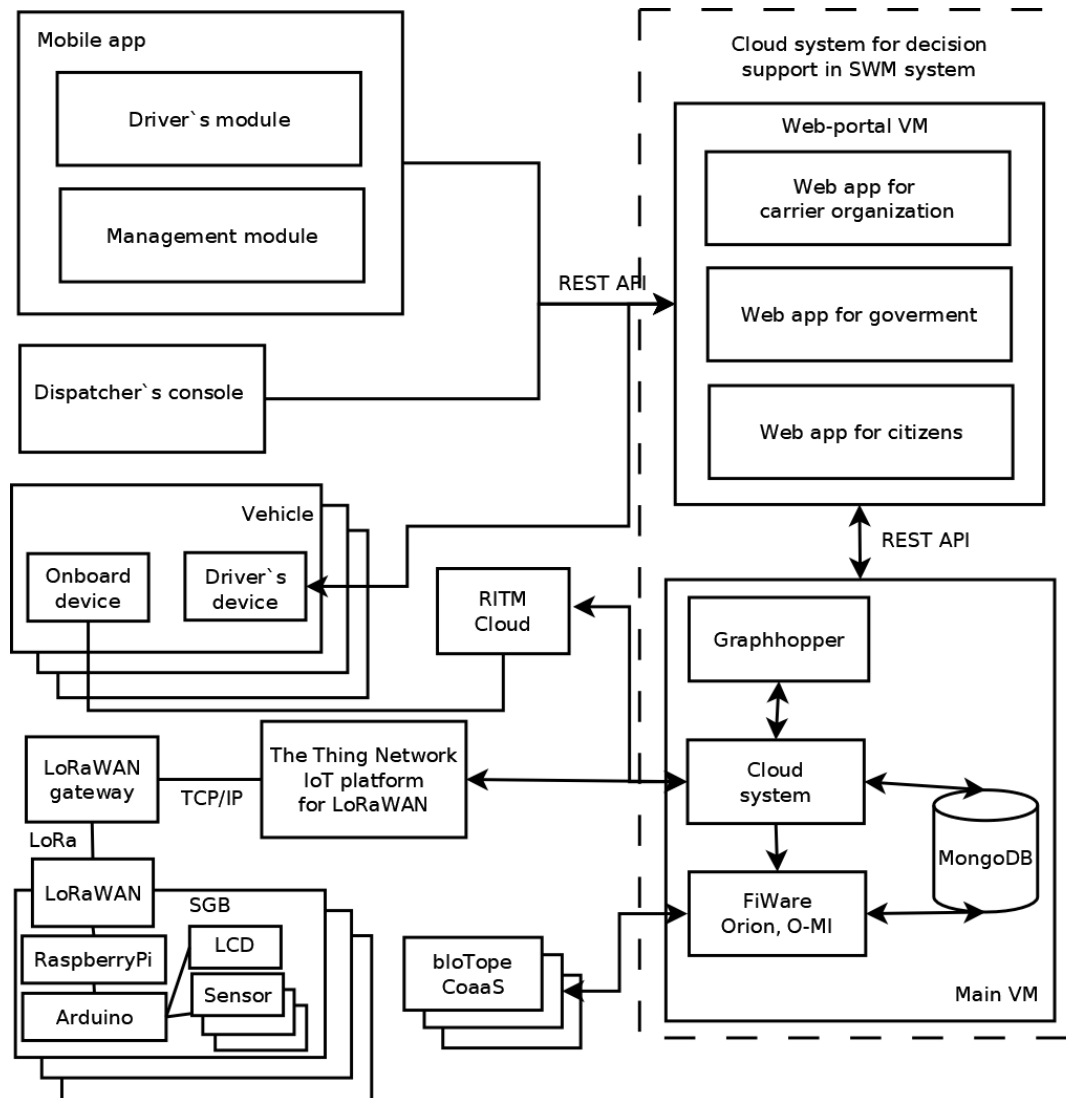 Mobile app
Driver`s module
Management module
Dispatcher`s console
REST API
Cloud system for decision
support in SWM system
Web-portal VM
Web app for
carrier organization
Web app for goverment
Web app for citizens
REST API
Vehicle
Onboard
device
Driver`s
device
RITM
Cloud
Graphhopper
Cloud
system
MongoDB
FiWare
Orion, O-MI
Main VM
The Thing Network
IoT platform
for LoRaWAN
LoRaWAN
gateway
TCP/IP
LoRa
LoRaWAN
SGB
RaspberryPi
LCD
Arduino
Sensor
bIoTope
CoaaS